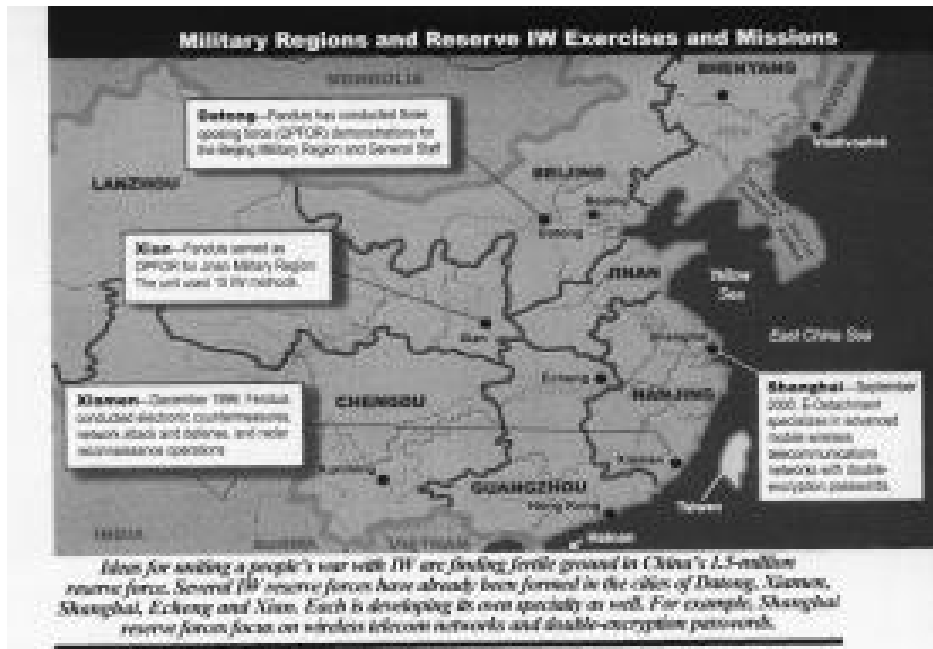 Military Regions and Reserve IW Exercises and Missions
MONGOLIA
SHENYANG
Datong—Fenduis has conducted three
opposing force (OPFOR) demonstrations for
the Beijing Military Region and General Staff
Vladivostok
LANZHOU
BEIJING
Beijing
Datong
Xian—Fenduis served as
OPFOR for Jinan Military Region
The unit used 10 IW methods
JINAN
Yellow
Sea
Xian
Shanghai
East China Sea
Echeng
Xiamen—December 1999, Fenduis
conducted electronic countermeasures,
network attack and defense, and radar
reconnaissance operations
CHENGDU
NANJING
Shanghai—September
2000, E-Detachment
specializes in advanced
mobile wireless
telecommunications
networks with double-
encryption passwords
Xiamen
GUANGZHOU
Hong Kong
Taiwan
INDIA
BURMA
VIETNAM
Ideas for uniting a people's war with IW are finding fertile ground in China's 1.5-million
reserve force. Several IW reserve forces have already been formed in the cities of Datong, Xiamen,
Shanghai, Echeng and Xian. Each is developing its own specialty as well. For example, Shanghai
reserve forces focus on wireless telecom networks and double-encryption passwords.